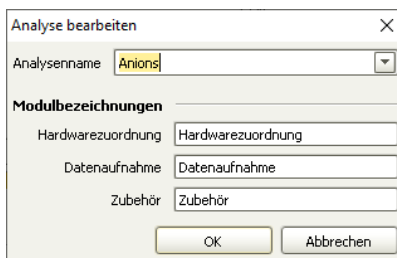 Analyse bearbeiten
Analysenname Anions
Modulbezeichnungen
Hardwarezuordnung Hardwarezuordnung
Datenaufnahme Datenaufnahme
Zubehör Zubehör
OK Abbrechen